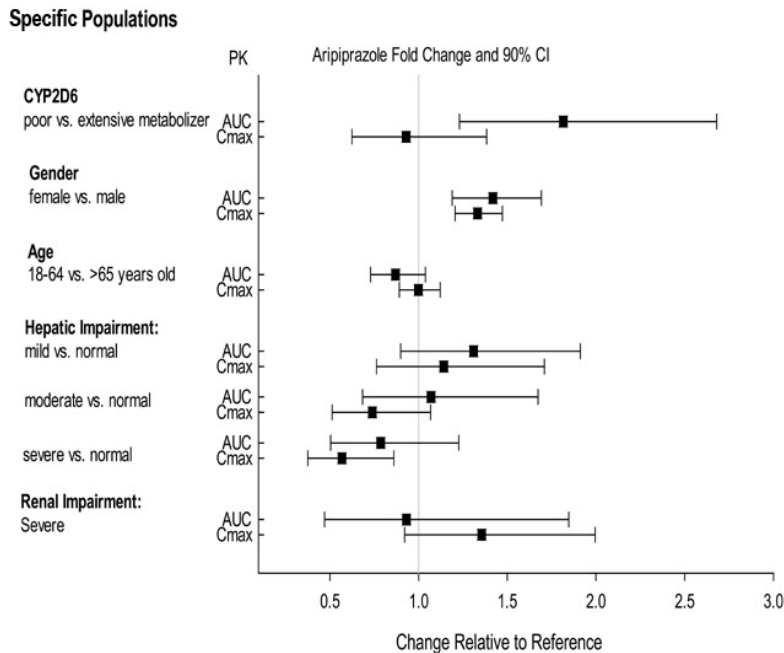 Specific Populations
PK Aripiprazole Fold Change and 90% CI
CYP2D6
poor vs. extensive metabolizer AUC
Cmax
Gender
female vs. male AUC
Cmax
Age
18-64 vs. >65 years old AUC
Cmax
Hepatic Impairment:
mild vs. normal AUC
Cmax
moderate vs. normal AUC
Cmax
severe vs. normal AUC
Cmax
Renal Impairment:
Severe AUC
Cmax
0.5 1.0 1.5 2.0 2.5 3.0
Change Relative to Reference